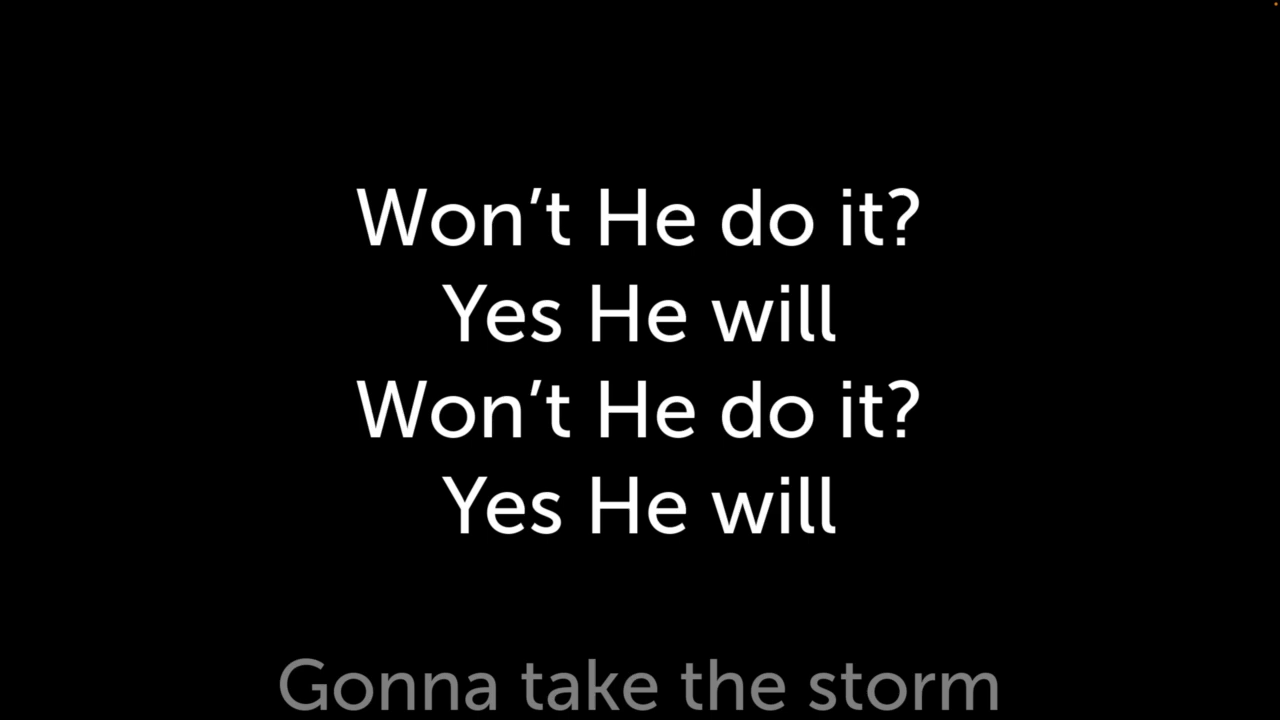 Won’t He do it?
Yes He will
Won’t He do it?
Yes He will
Gonna take the storm